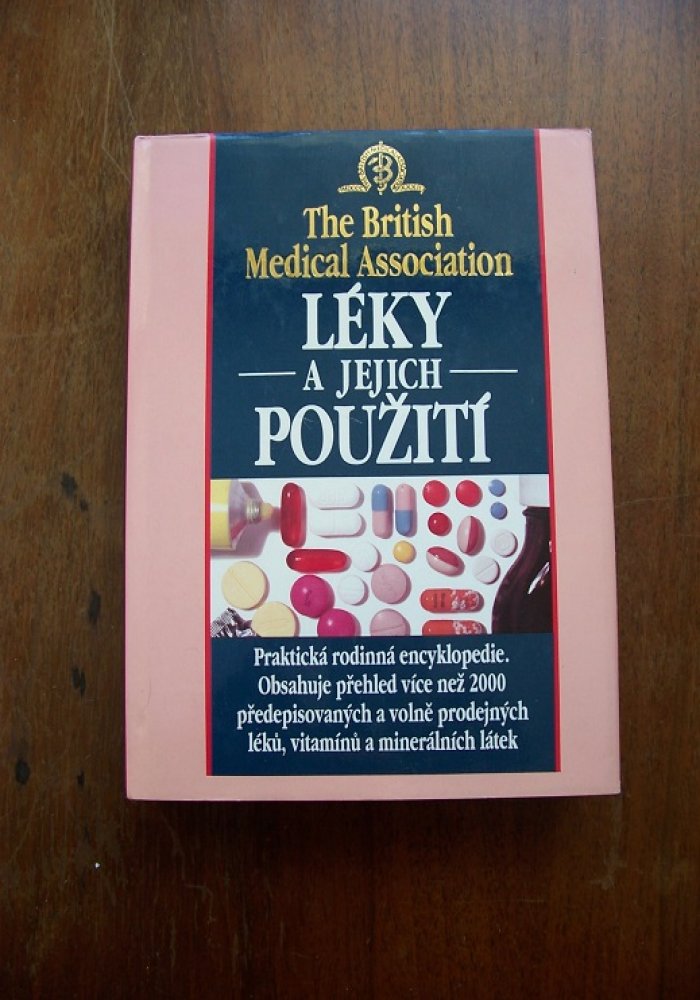 The British
Medical Association
LÉKY
A JEJICH
POUŽITÍ
Praktická rodinná encyklopedie.
Obsahuje přehled více než 2000
předepisovaných a volně prodejných
léků, vitamínů a minerálních látek